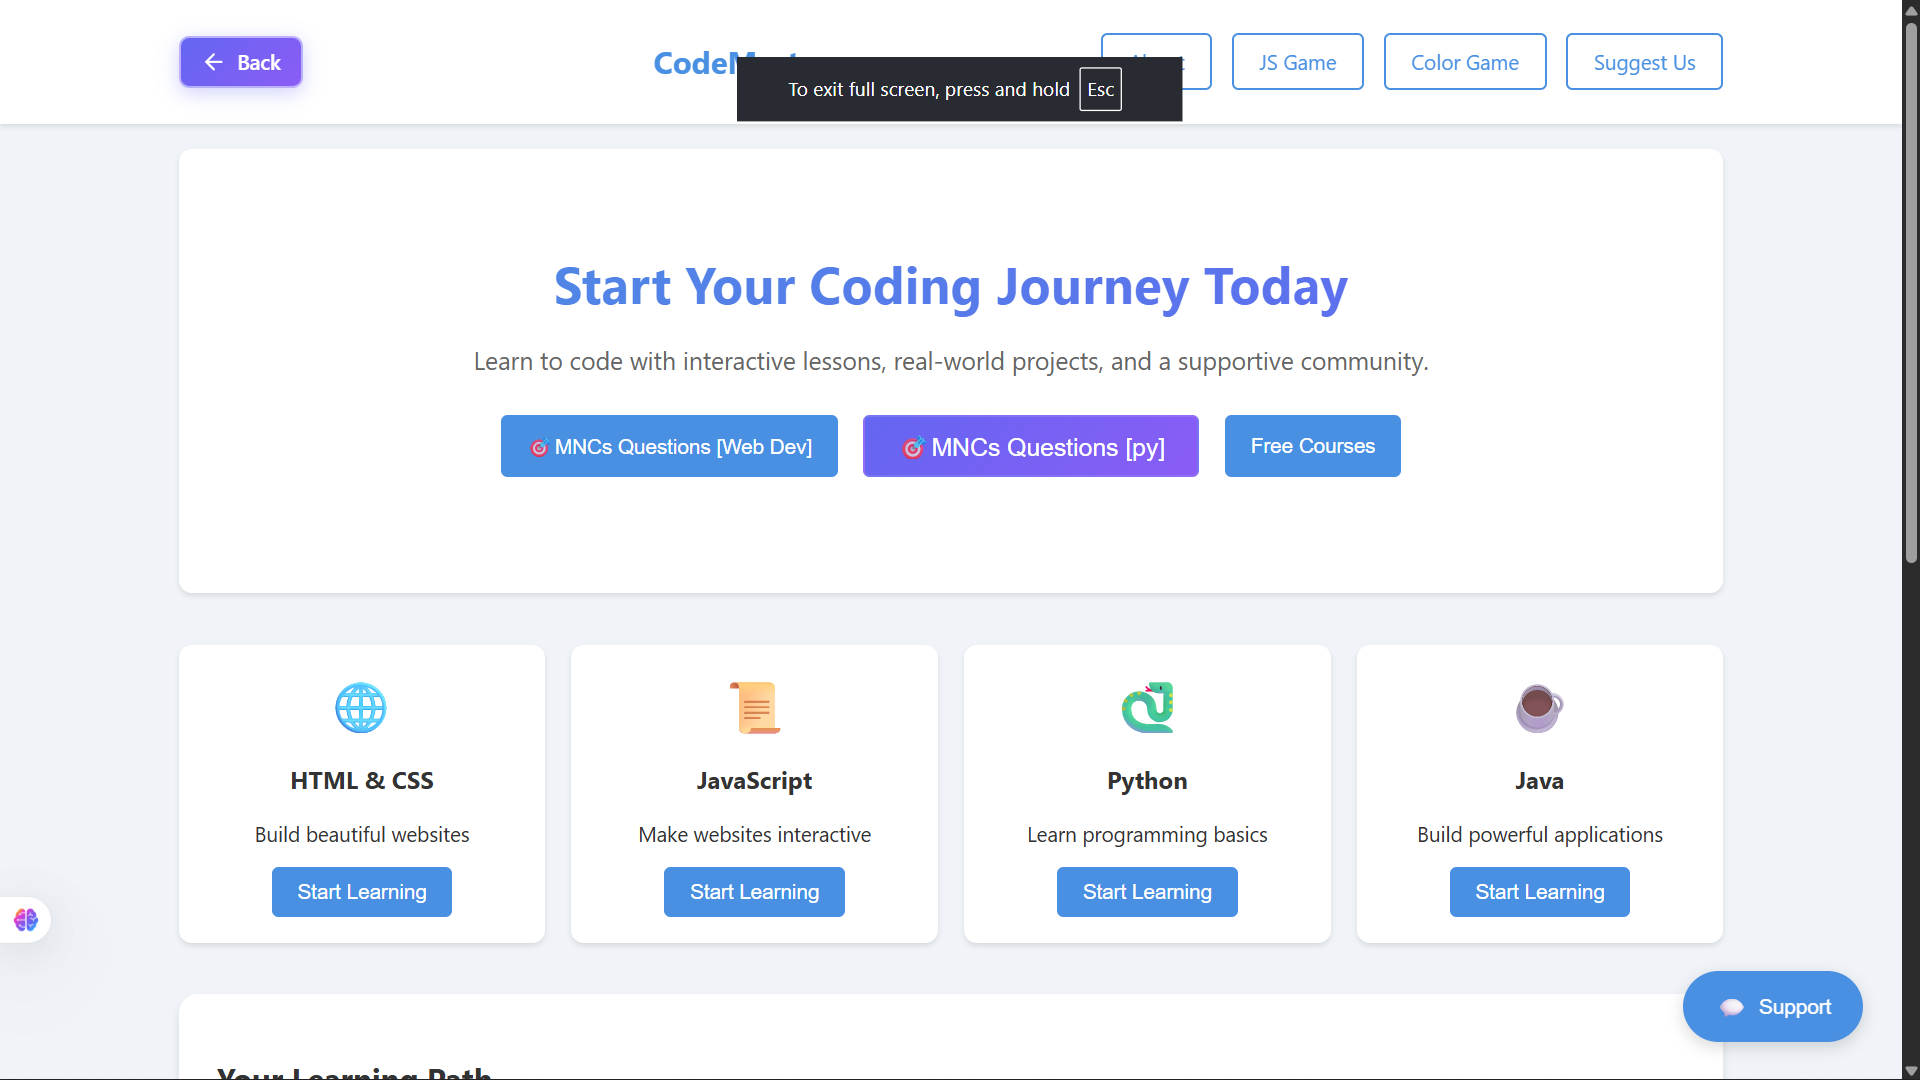 Back
To exit full screen, press and hold Esc
JS Game
Color Game
Suggest Us
Start Your Coding Journey Today
Learn to code with interactive lessons, real-world projects, and a supportive community.
MNCs Questions [Web Dev]
MNCs Questions [py]
Free Courses
HTML & CSS
Build beautiful websites
Start Learning
JavaScript
Make websites interactive
Start Learning
Python
Learn programming basics
Start Learning
Java
Build powerful applications
Start Learning
Support
Your Learning Path